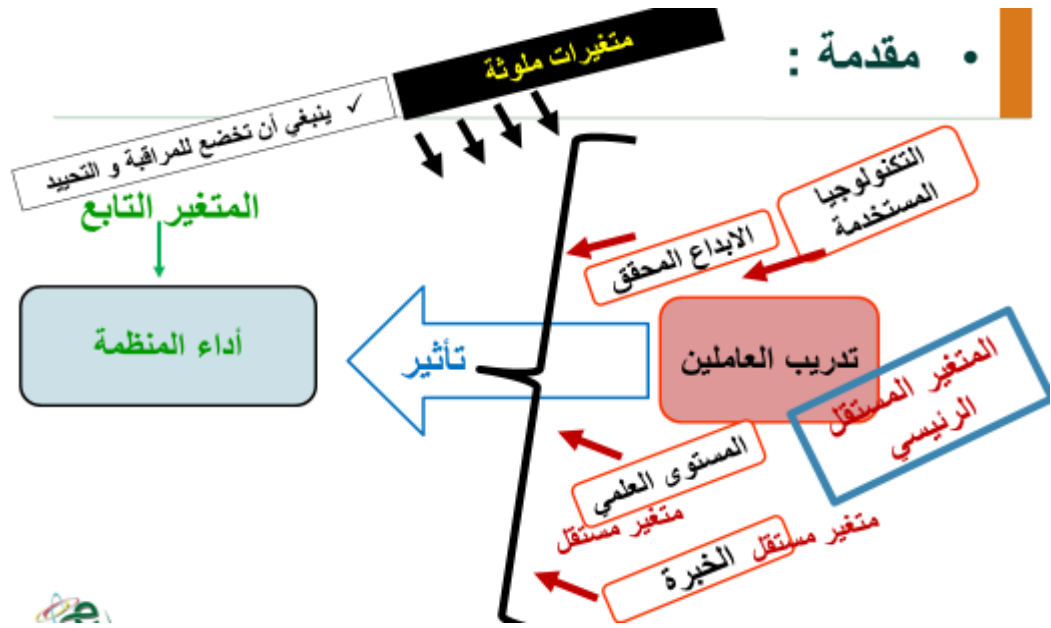 • مقدمة :
متغيرات ملوثة
✓ ينبغي أن تخضع للمراقبة و التحييد
التكنولوجيا
المستخدمة
الابداع المحقق
المتغير التابع
تدريب العاملين
تأثير
أداء المنظمة
المتغير المستقل
الرئيسي
المستوى العلمي
متغير مستقل
الخبرة
متغير مستقل